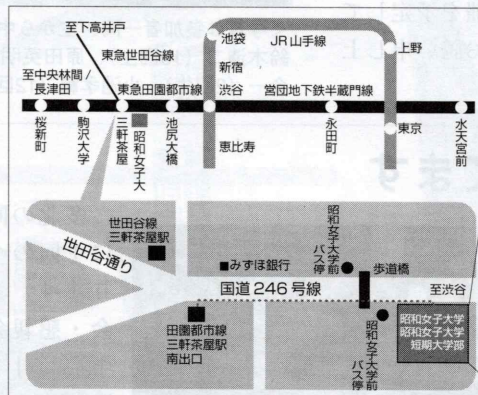 至下高井戸
東急世田谷線
池袋
JR山手線
上野
新宿
至中央林間/
長津田
東急田園都市線
渋谷
営団地下鉄半蔵門線
桜新町
駒沢大学
三軒茶屋
昭和女子大
池尻大橋
恵比寿
永田町
東京
水天宮前
世田谷線
三軒茶屋駅
世田谷通り
みずほ銀行
昭和女子大学前
バス停
歩道橋
国道246号線
至渋谷
田園都市線
三軒茶屋駅
南出口
昭和女子大学前
バス停
昭和女子大学
昭和女子大学
短期大学部